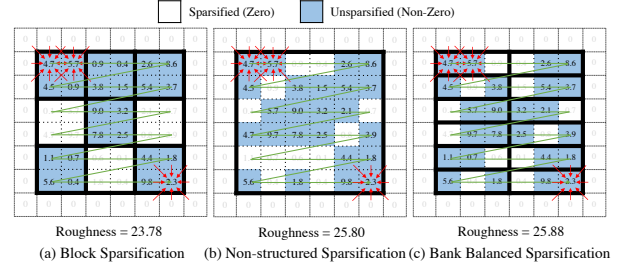 Sparsified (Zero) Unsparsified (Non-Zero)
4.7 5.7 0.9 0.4 2.6 8.6
4.5 0.9 3.8 1.5 5.4 3.7
9.0 3.2
7.8 2.5
1.1 0.7 4.4 1.8
5.6 0.4 9.8 2.3
4.7 5.7 2.6 8.6
4.5 3.8 1.5 5.4 3.7
5.7 9.0 3.2 2.1
4.7 9.7 7.8 2.5 3.9
4.4 1.8
5.6 1.8 9.8 2.3
4.7 5.7 2.6 8.6
4.5 3.8 5.4 3.7
5.7 9.0 3.2 2.1
9.7 7.8 2.5 3.9
1.1 0.7 4.4 1.8
5.6 1.8 9.8 2.3
Roughness = 23.78 Roughness = 25.80 Roughness = 25.88
(a) Block Sparsification (b) Non-structured Sparsification (c) Bank Balanced Sparsification